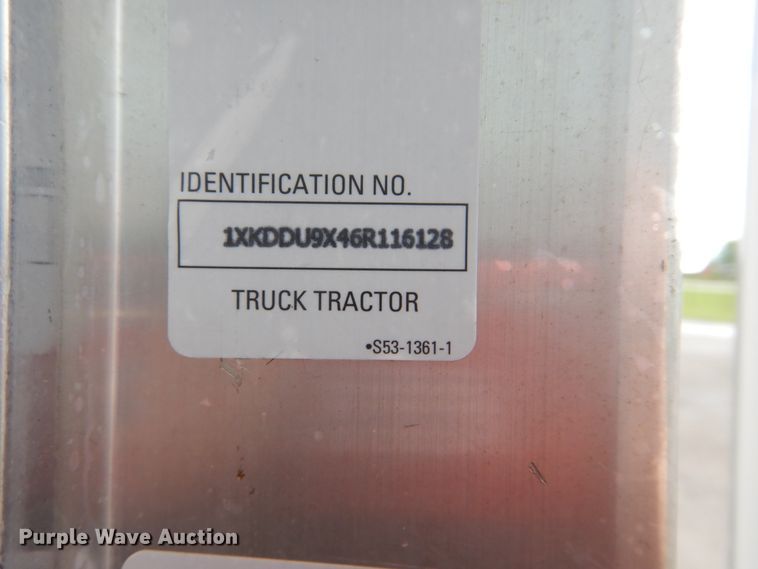 IDENTIFICATION NO.
1XKDDU9X46R116128
TRUCK TRACTOR
•S53-1361-1
Purple Wave Auction